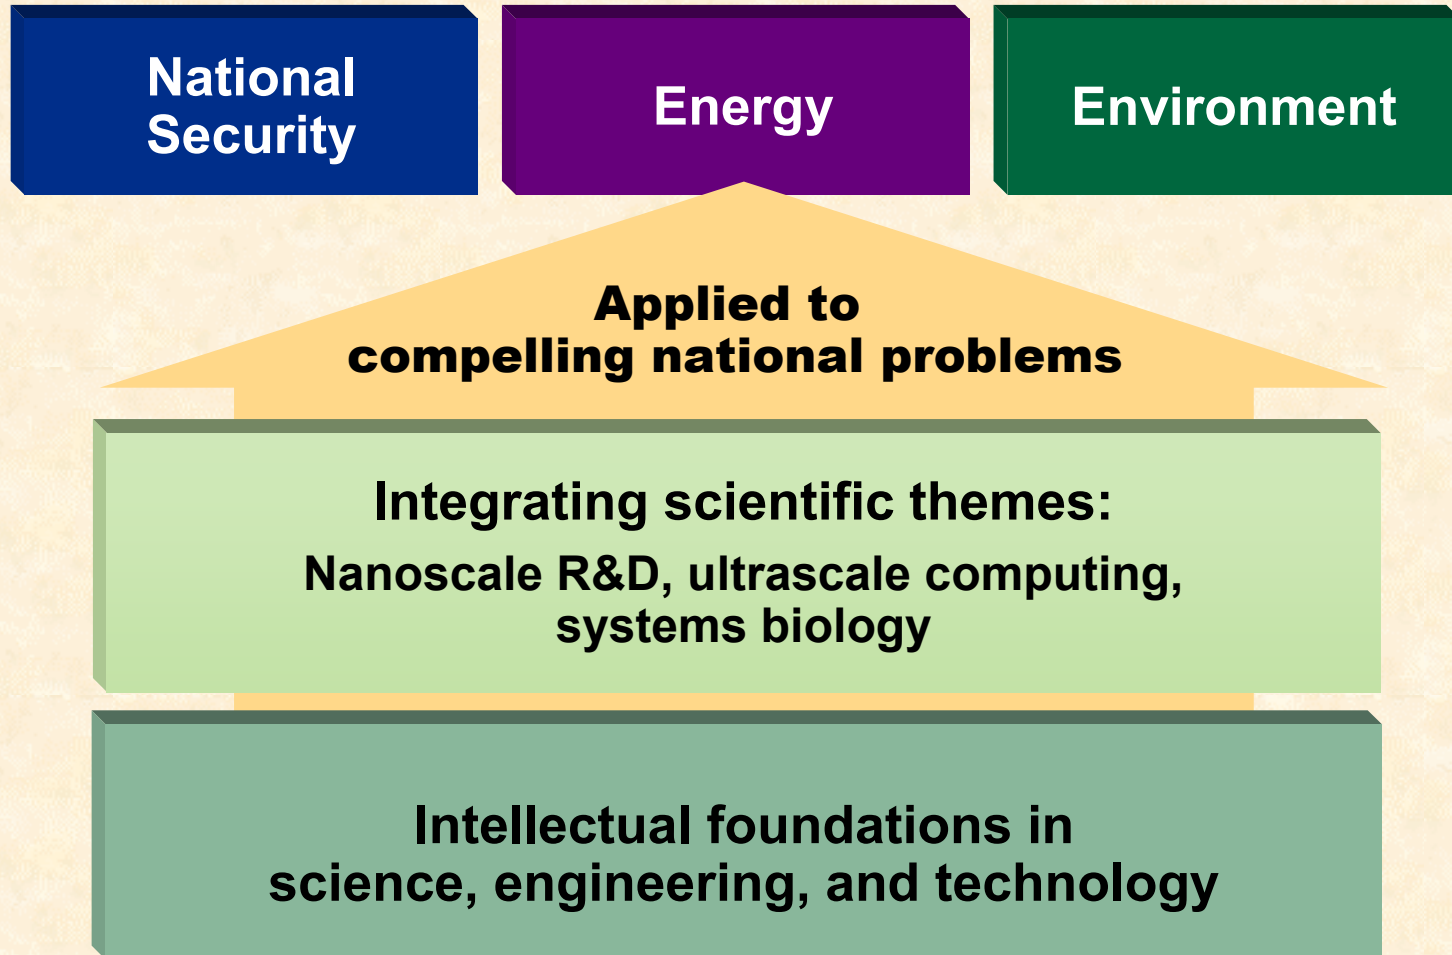 National
Security
Energy
Environment
Applied to
compelling national problems
Integrating scientific themes:
Nanoscale R&D, ultrascale computing,
systems biology
Intellectual foundations in
science, engineering, and technology